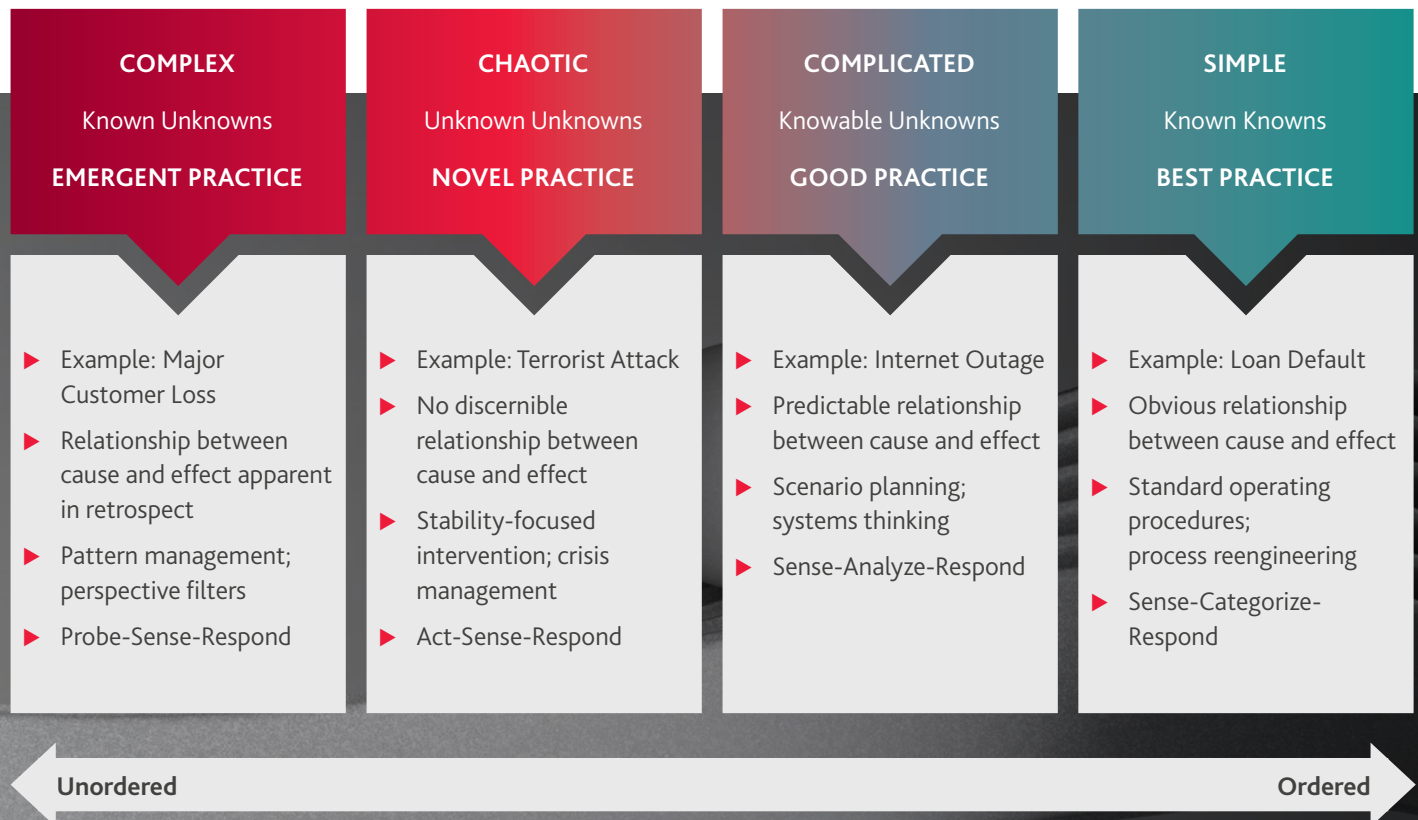 COMPLEX
Known Unknowns
EMERGENT PRACTICE
Example: Major
Customer Loss
Relationship between
cause and effect apparent
in retrospect
Pattern management;
perspective filters
Probe-Sense-Respond
CHAOTIC
Unknown Unknowns
NOVEL PRACTICE
Example: Terrorist Attack
No discernible
relationship between
cause and effect
Stability-focused
intervention; crisis
management
Act-Sense-Respond
COMPLICATED
Knowable Unknowns
GOOD PRACTICE
Example: Internet Outage
Predictable relationship
between cause and effect
Scenario planning;
systems thinking
Sense-Analyze-Respond
SIMPLE
Known Knowns
BEST PRACTICE
Example: Loan Default
Obvious relationship
between cause and effect
Standard operating
procedures;
process reengineering
Sense-Categorize-
Respond
Unordered
Ordered